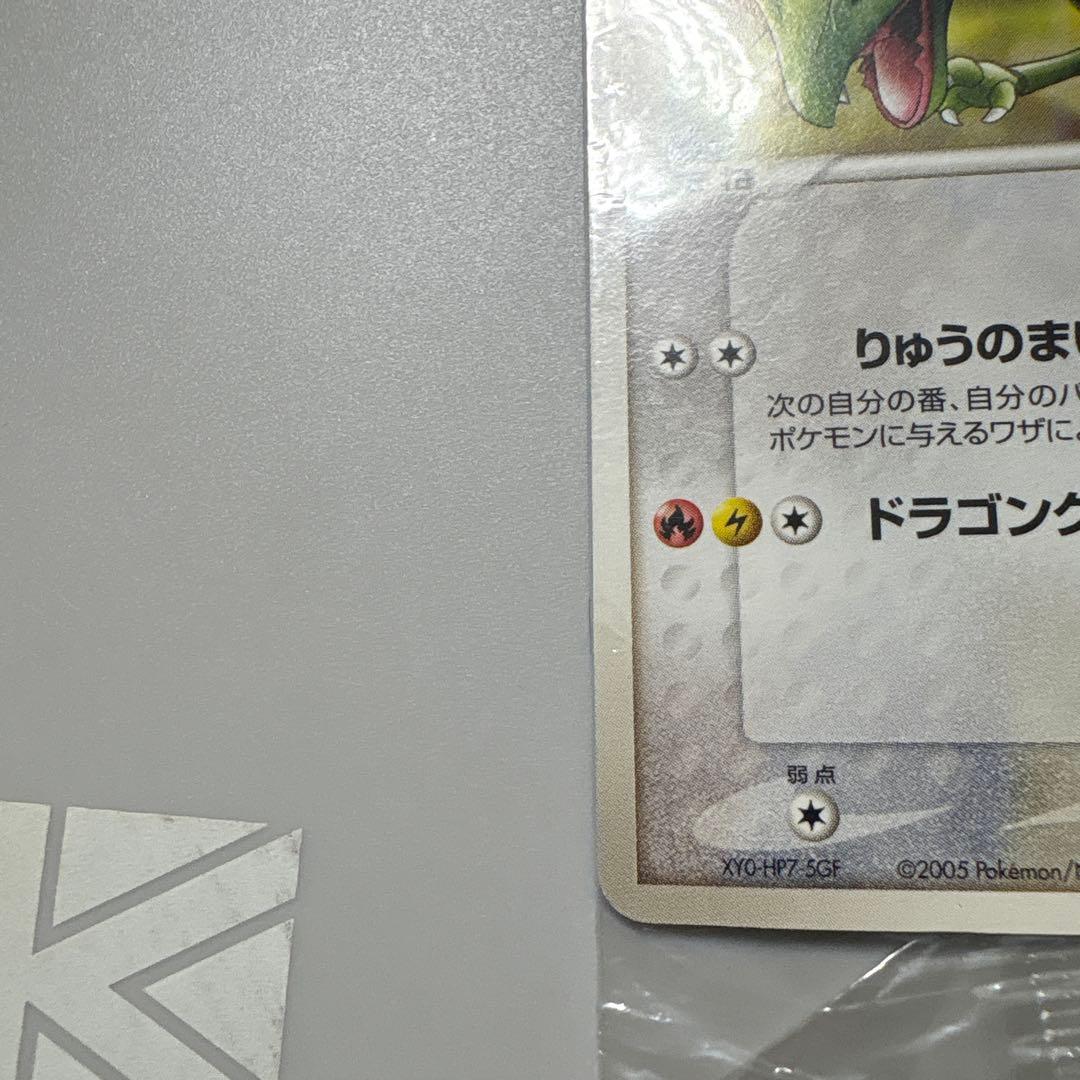 りゅうのまい
次の自分の番、自分のバ
ポケモンに与えるワザによ
ドラゴンク
弱点
XY0-HP7-5GF ©2005 Pokémon/N